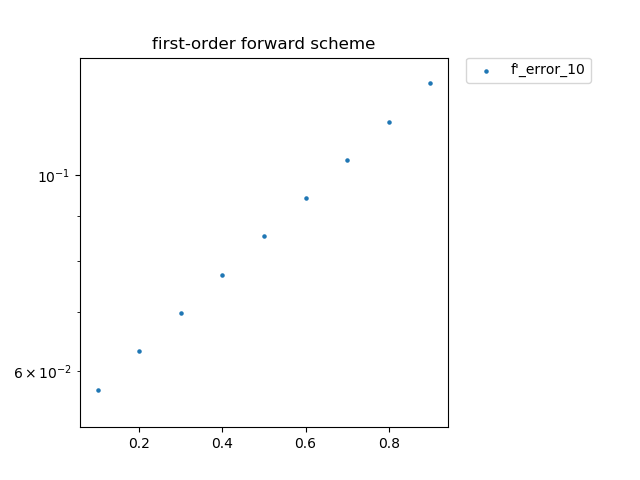 first-order forward scheme
f'_error_10
10⁻¹
6 × 10⁻²
0.2 0.4 0.6 0.8